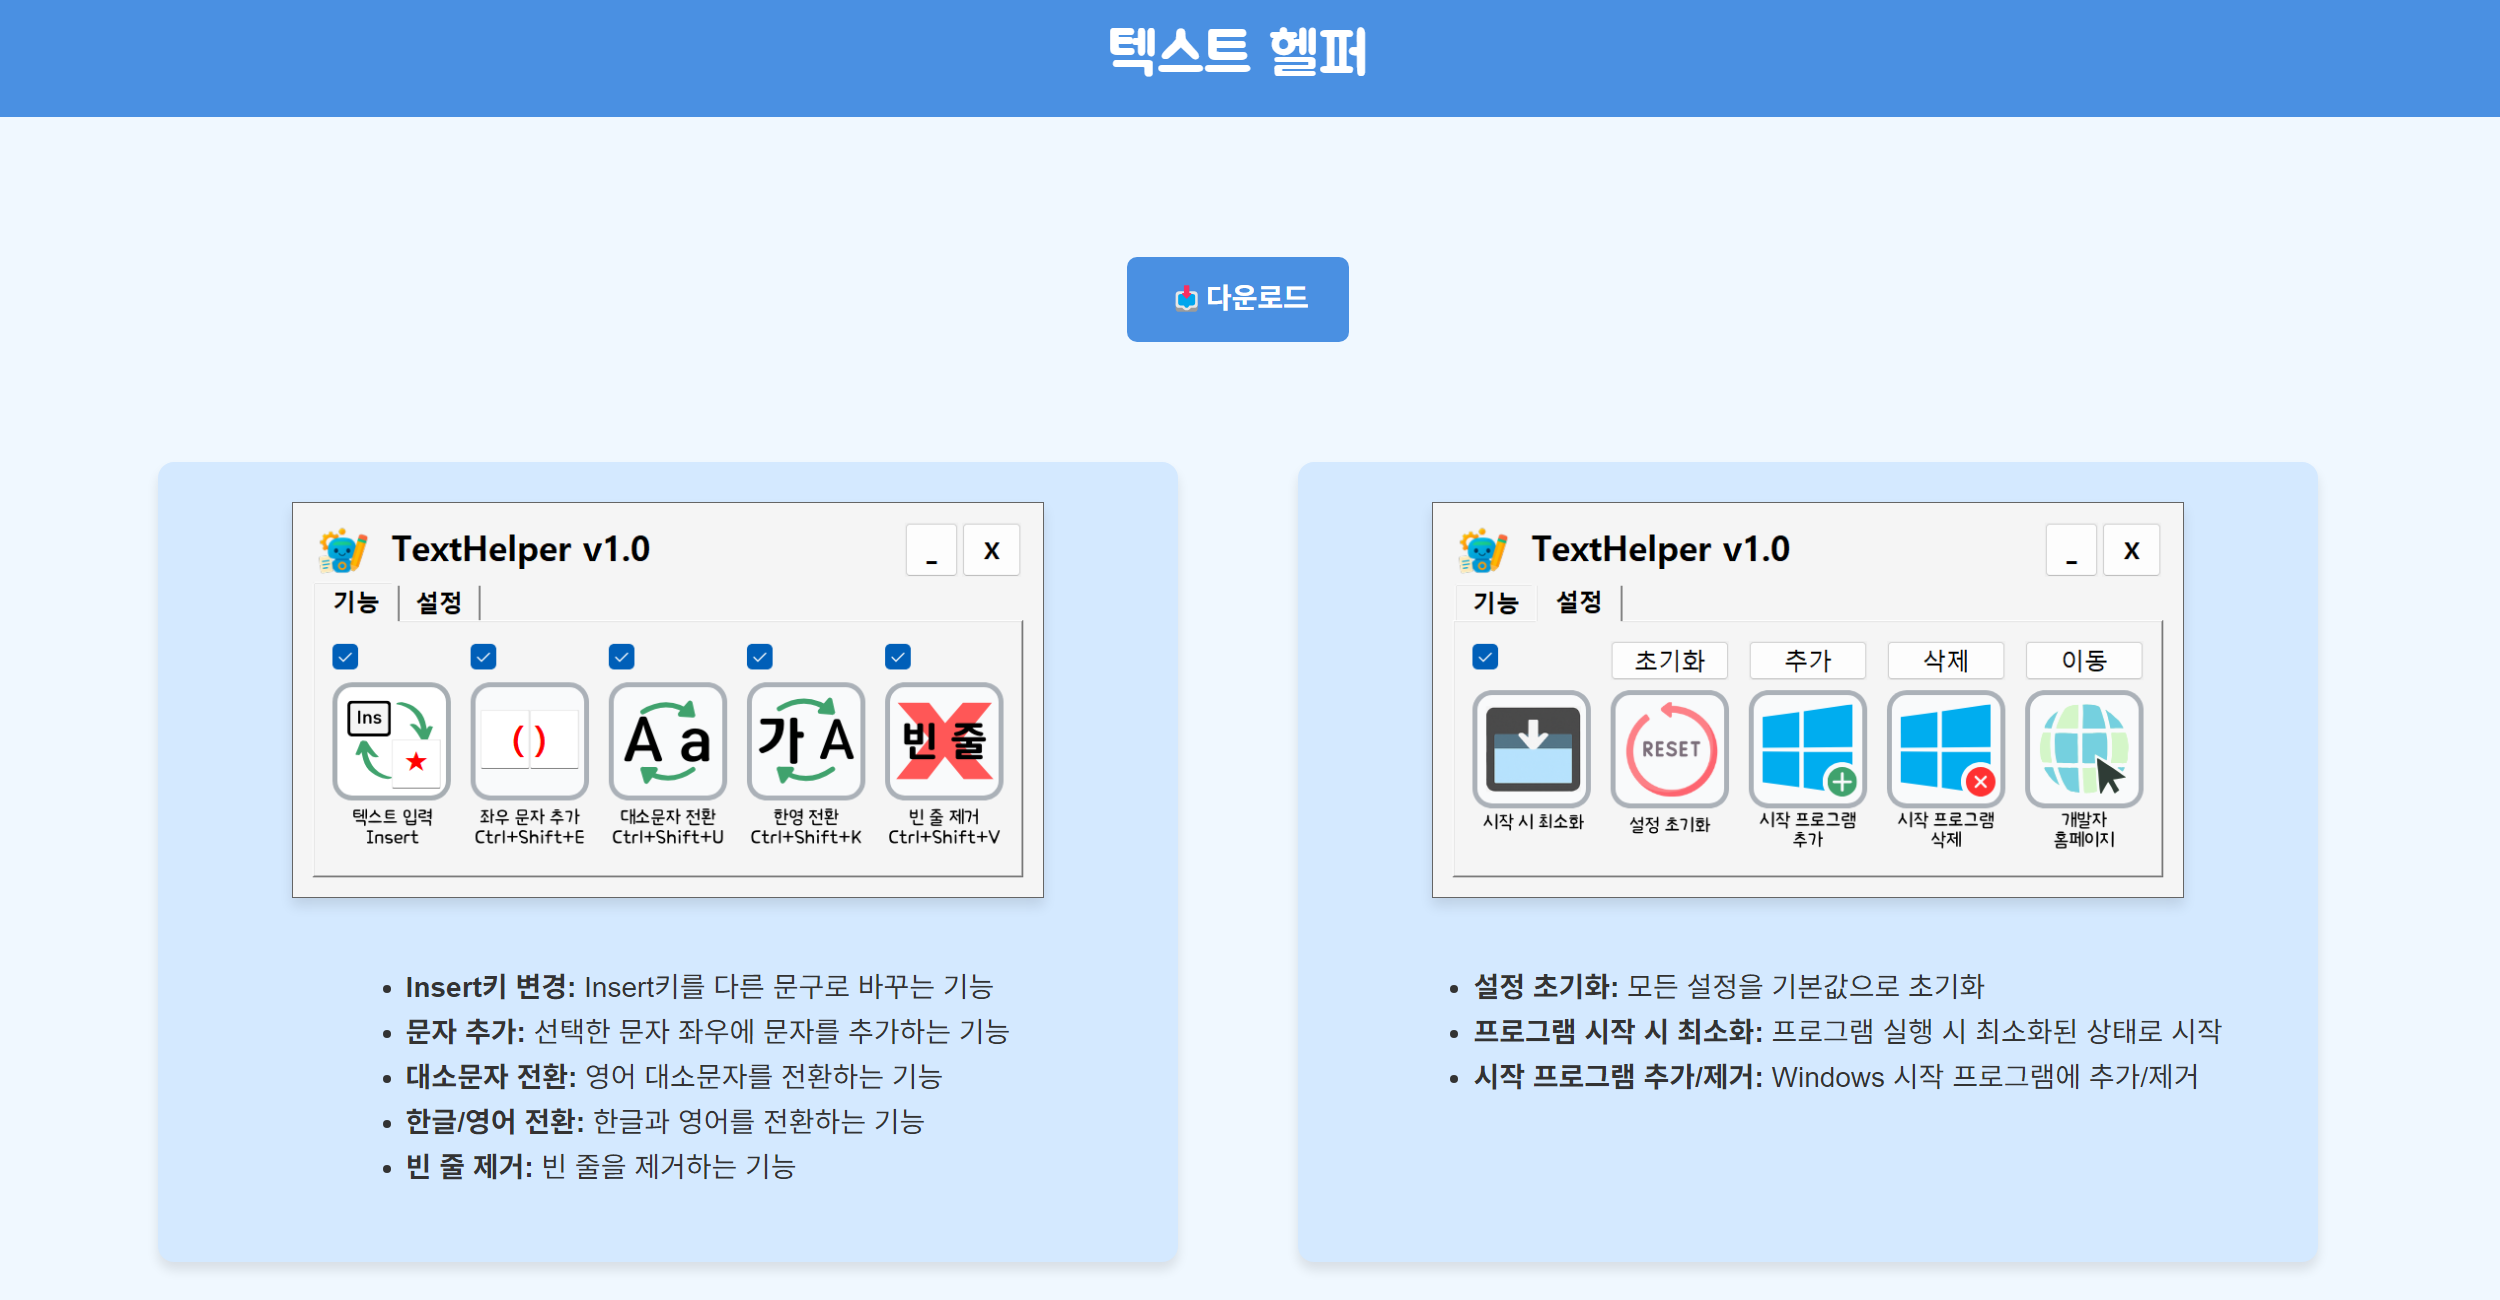 텍스트 헬퍼
다운로드
TextHelper v1.0
_ X
기능 설정
Ins
★
( )
A a
가 A
빈 줄
텍스트 입력
Insert
좌우 문자 추가
Ctrl+Shift+E
대소문자 전환
Ctrl+Shift+U
한영 전환
Ctrl+Shift+K
빈 줄 제거
Ctrl+Shift+V
• Insert키 변경: Insert키를 다른 문구로 바꾸는 기능
• 문자 추가: 선택한 문자 좌우에 문자를 추가하는 기능
• 대소문자 전환: 영어 대소문자를 전환하는 기능
• 한글/영어 전환: 한글과 영어를 전환하는 기능
• 빈 줄 제거: 빈 줄을 제거하는 기능
TextHelper v1.0
_ X
기능 설정
초기화 추가 삭제 이동
RESET
시작 시 최소화
설정 초기화
시작 프로그램
추가
시작 프로그램
삭제
개발자
홈페이지
• 설정 초기화: 모든 설정을 기본값으로 초기화
• 프로그램 시작 시 최소화: 프로그램 실행 시 최소화된 상태로 시작
• 시작 프로그램 추가/제거: Windows 시작 프로그램에 추가/제거